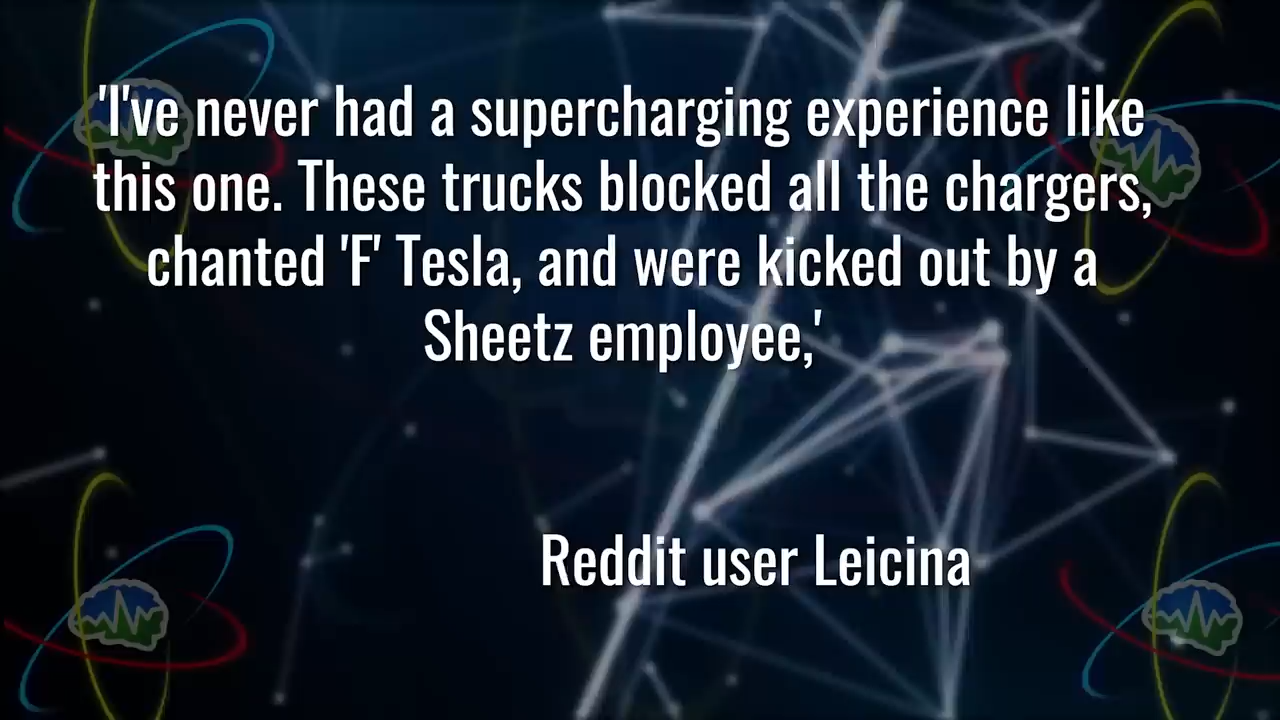 'I've never had a supercharging experience like
this one. These trucks blocked all the chargers,
chanted 'F' Tesla, and were kicked out by a
Sheetz employee,'
Reddit user Leicina